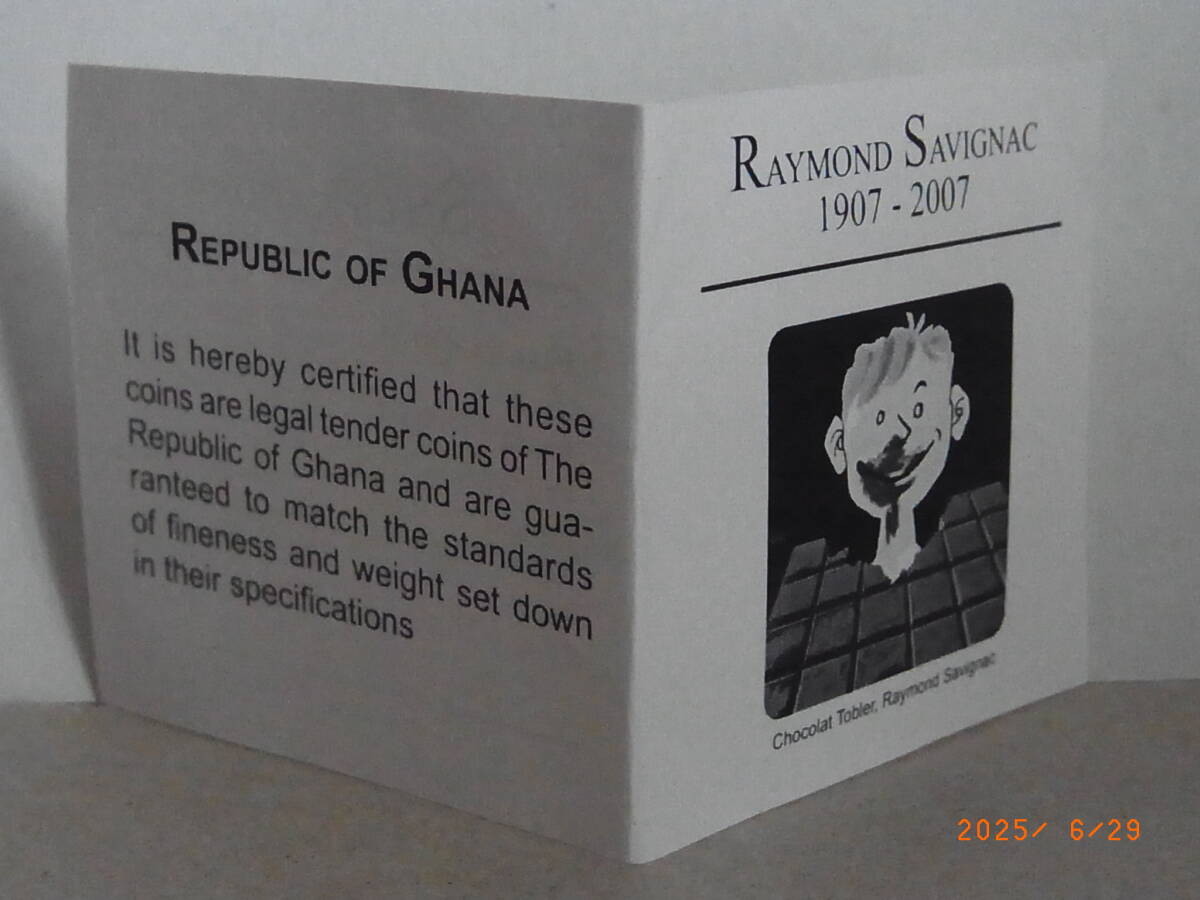 REPUBLIC OF GHANA
It is hereby certified that these
coins are legal tender coins of The
Republic of Ghana and are gua-
ranteed to match the standards
of fineness and weight set down
in their specifications
RAYMOND SAVIGNAC
1907 - 2007
Chocolat Tobler, Raymond Savignac
2025/ 6/29